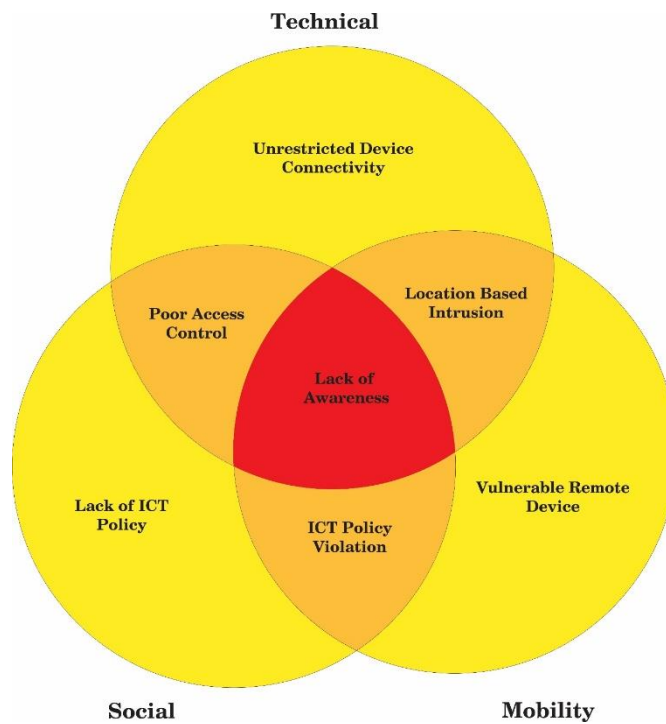 Technical
Unrestricted Device
Connectivity
Poor Access
Control
Location Based
Intrusion
Lack of
Awareness
Lack of ICT
Policy
Vulnerable Remote
Device
ICT Policy
Violation
Social
Mobility